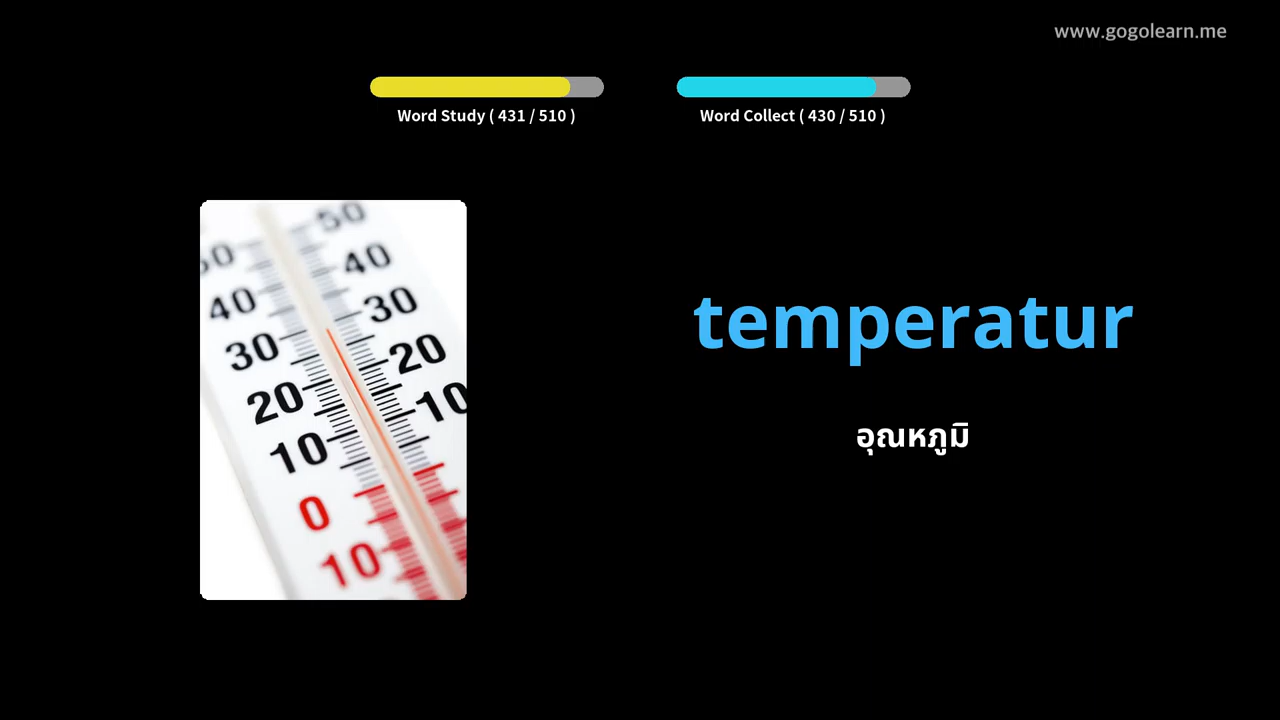 www.gogolearn.me
Word Study ( 431 / 510 )
Word Collect ( 430 / 510 )
50
50
40
40
30
30
20
20
10
10
0
10
temperatur
อุณหภูมิ